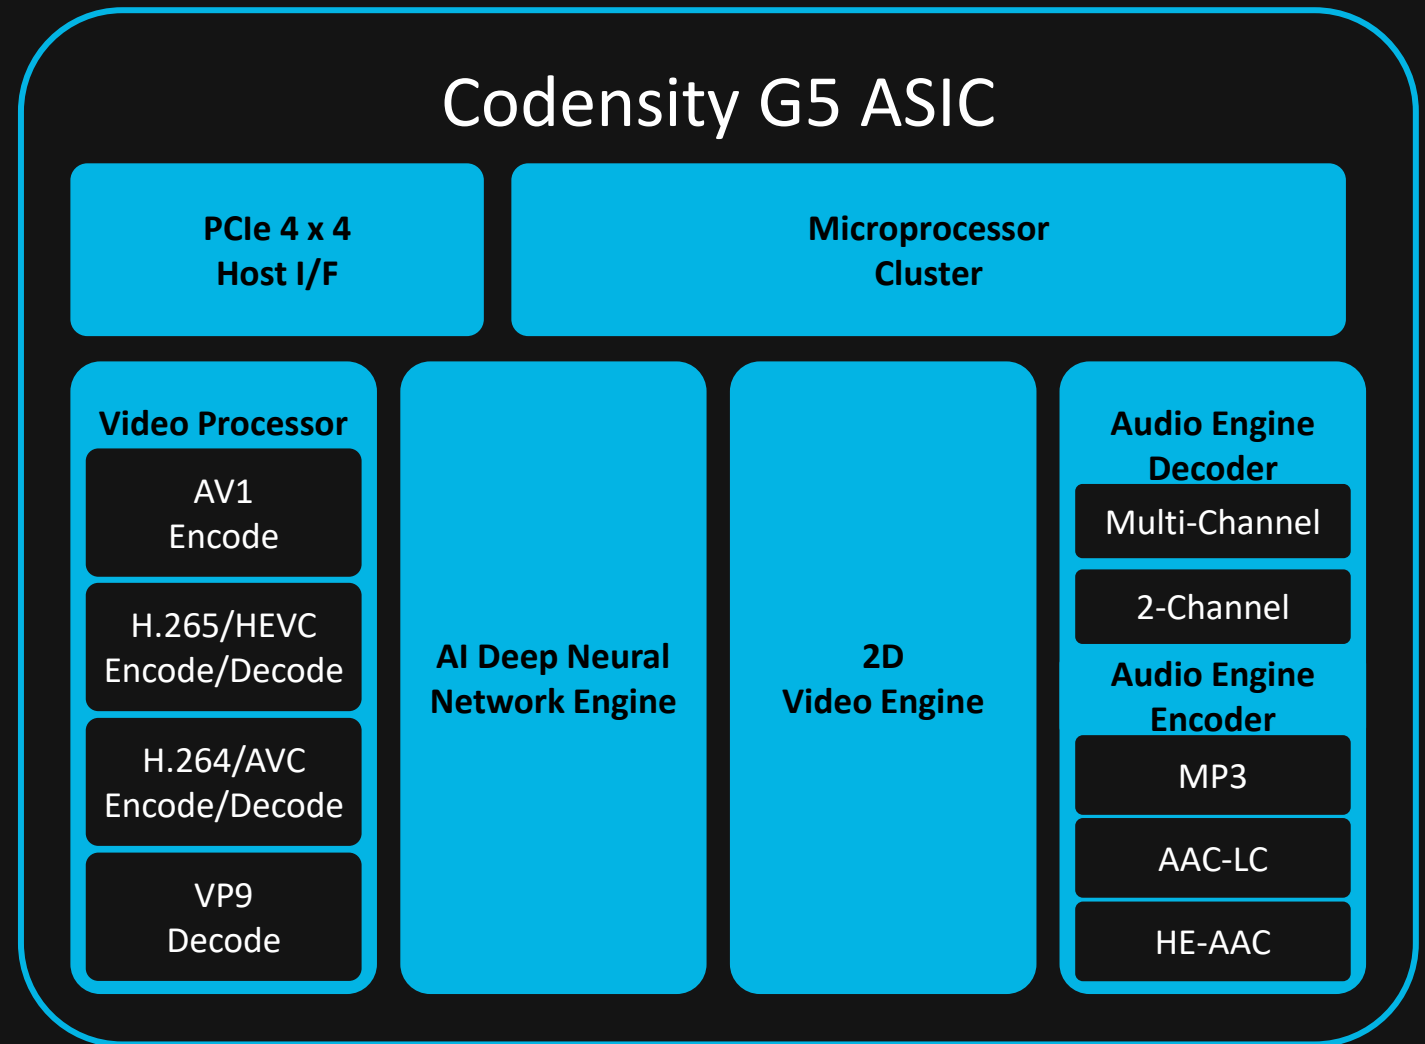 Codensity G5 ASIC
PCIe 4 x 4
Host I/F
Microprocessor
Cluster
Video Processor
AV1
Encode
H.265/HEVC
Encode/Decode
H.264/AVC
Encode/Decode
VP9
Decode
AI Deep Neural
Network Engine
2D
Video Engine
Audio Engine
Decoder
Multi-Channel
2-Channel
Audio Engine
Encoder
MP3
AAC-LC
HE-AAC